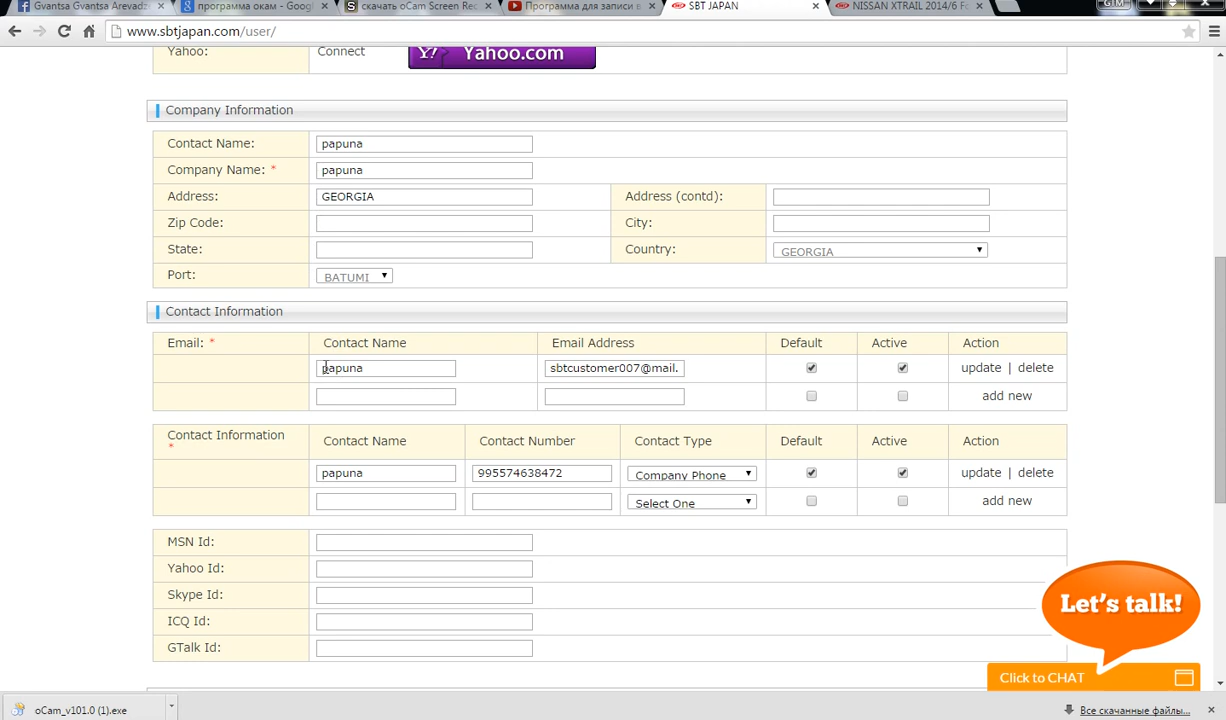 Gvantsa Gvantsa Arevadz
программа окам - Goog
скачать oCam Screen Rec
Программа для записи в
SBT JAPAN
NISSAN XTRAIL 2014/6 Fo
www.sbtjapan.com/user/
Yahoo: Connect Y! Yahoo.com
Company Information
Contact Name: papuna
Company Name: * papuna
Address: GEORGIA Address (contd):
Zip Code: City:
State: Country: GEORGIA
Port: BATUMI
Contact Information
Email: * Contact Name Email Address Default Active Action
papuna sbtcustomer007@mail. update | delete
add new
Contact Information * Contact Name Contact Number Contact Type Default Active Action
papuna 995574638472 Company Phone update | delete
Select One add new
MSN Id:
Yahoo Id:
Skype Id:
ICQ Id:
GTalk Id:
Let's talk!
Click to CHAT
oCam_v101.0 (1).exe
Все скачанные файлы...